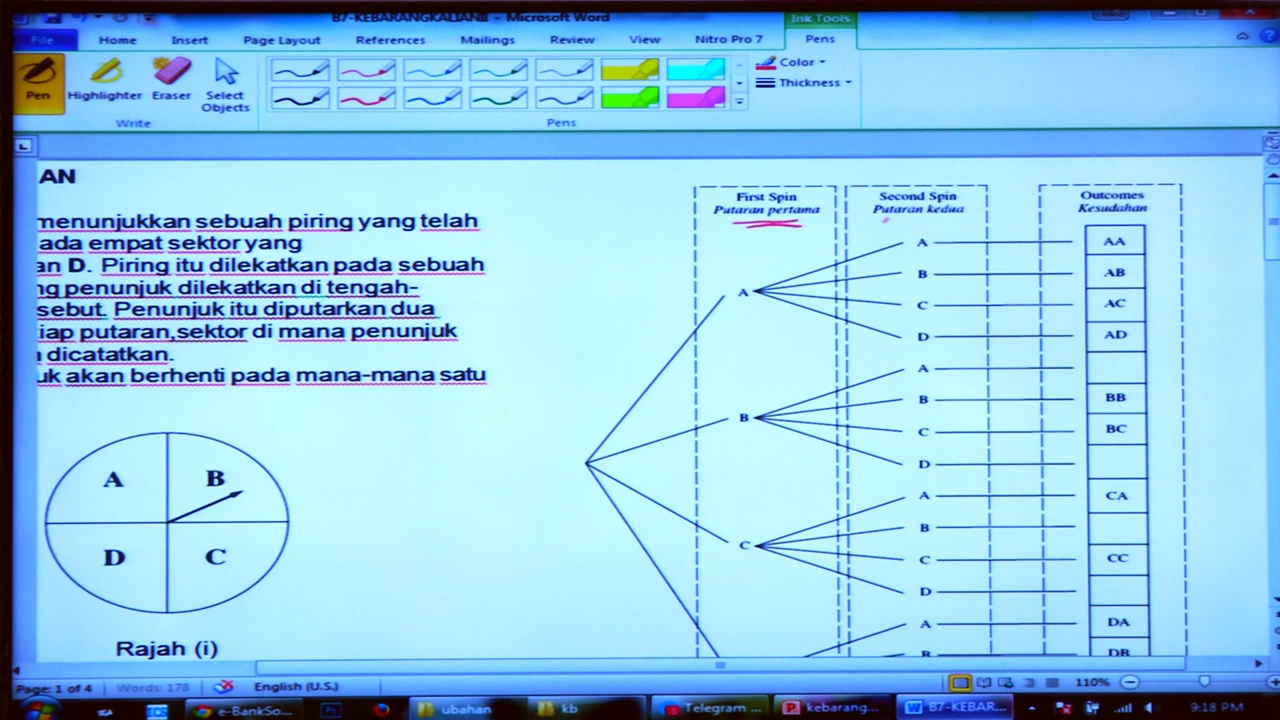 B7-KEBARANGKALIANII - Microsoft Word
Ink Tools
File
Home
Insert
Page Layout
References
Mailings
Review
View
Nitro Pro 7
Pens
Pen
Highlighter
Eraser
Select
Objects
Color
Thickness
Write
Pens
AN
menunjukkan sebuah piring yang telah
ada empat sektor yang
an D. Piring itu dilekatkan pada sebuah
ng penunjuk dilekatkan di tengah-
sebut. Penunjuk itu diputarkan dua
iap putaran,sektor di mana penunjuk
dicatatkan.
uk akan berhenti pada mana-mana satu
A
B
D
C
Rajah (i)
First Spin
Putaran pertama
Second Spin
Putaran kedua
Outcomes
Kesudahan
A
A
AA
B
AB
C
AC
D
AD
B
A
B
BB
C
BC
D
C
A
CA
B
C
CC
D
A
DA
B
DB
Page: 1 of 4
Words: 178
English (U.S.)
110%
e-BankSo...
ubahan
kb
Telegram ...
kebarang...
B7-KEBAR...
9:18 PM